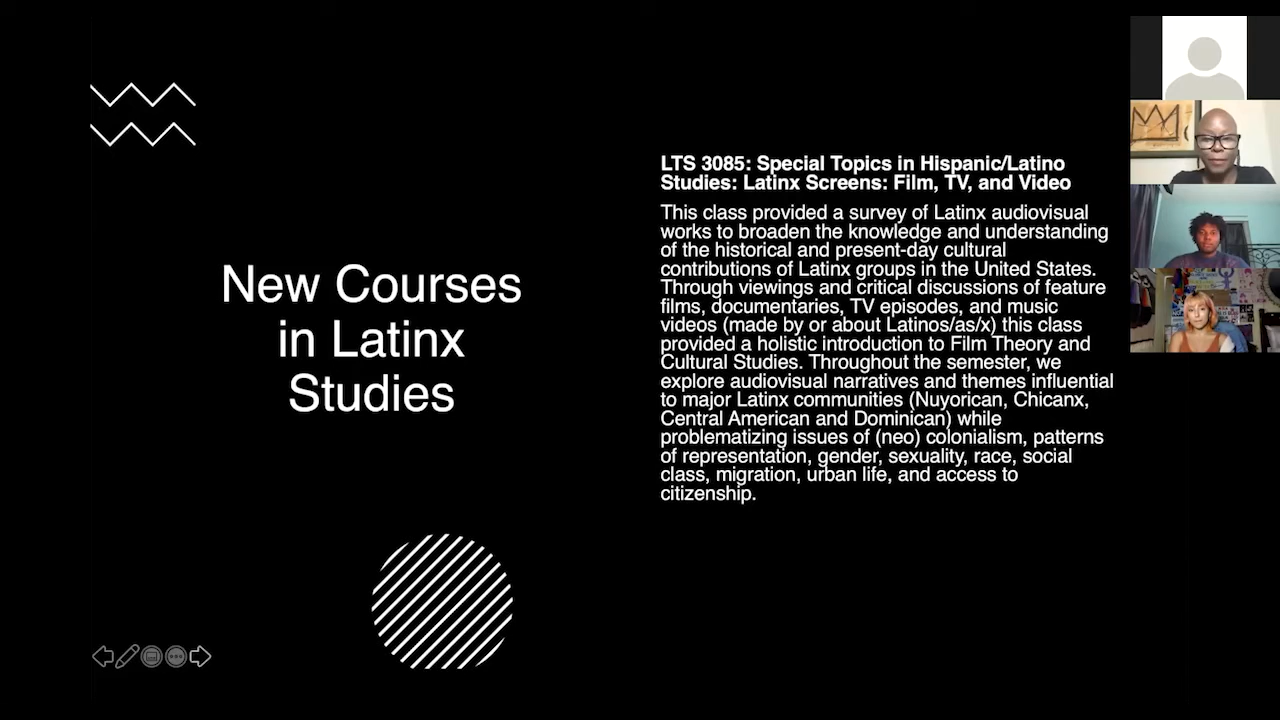 New Courses
in Latinx
Studies
LTS 3085: Special Topics in Hispanic/Latino
Studies: Latinx Screens: Film, TV, and Video
This class provided a survey of Latinx audiovisual
works to broaden the knowledge and understanding
of the historical and present-day cultural
contributions of Latinx groups in the United States.
Through viewings and critical discussions of feature
films, documentaries, TV episodes, and music
videos (made by or about Latinos/as/x) this class
provided a holistic introduction to Film Theory and
Cultural Studies. Throughout the semester, we
explore audiovisual narratives and themes influential
to major Latinx communities (Nuyorican, Chicanx,
Central American and Dominican) while
problematizing issues of (neo) colonialism, patterns
of representation, gender, sexuality, race, social
class, migration, urban life, and access to
citizenship.